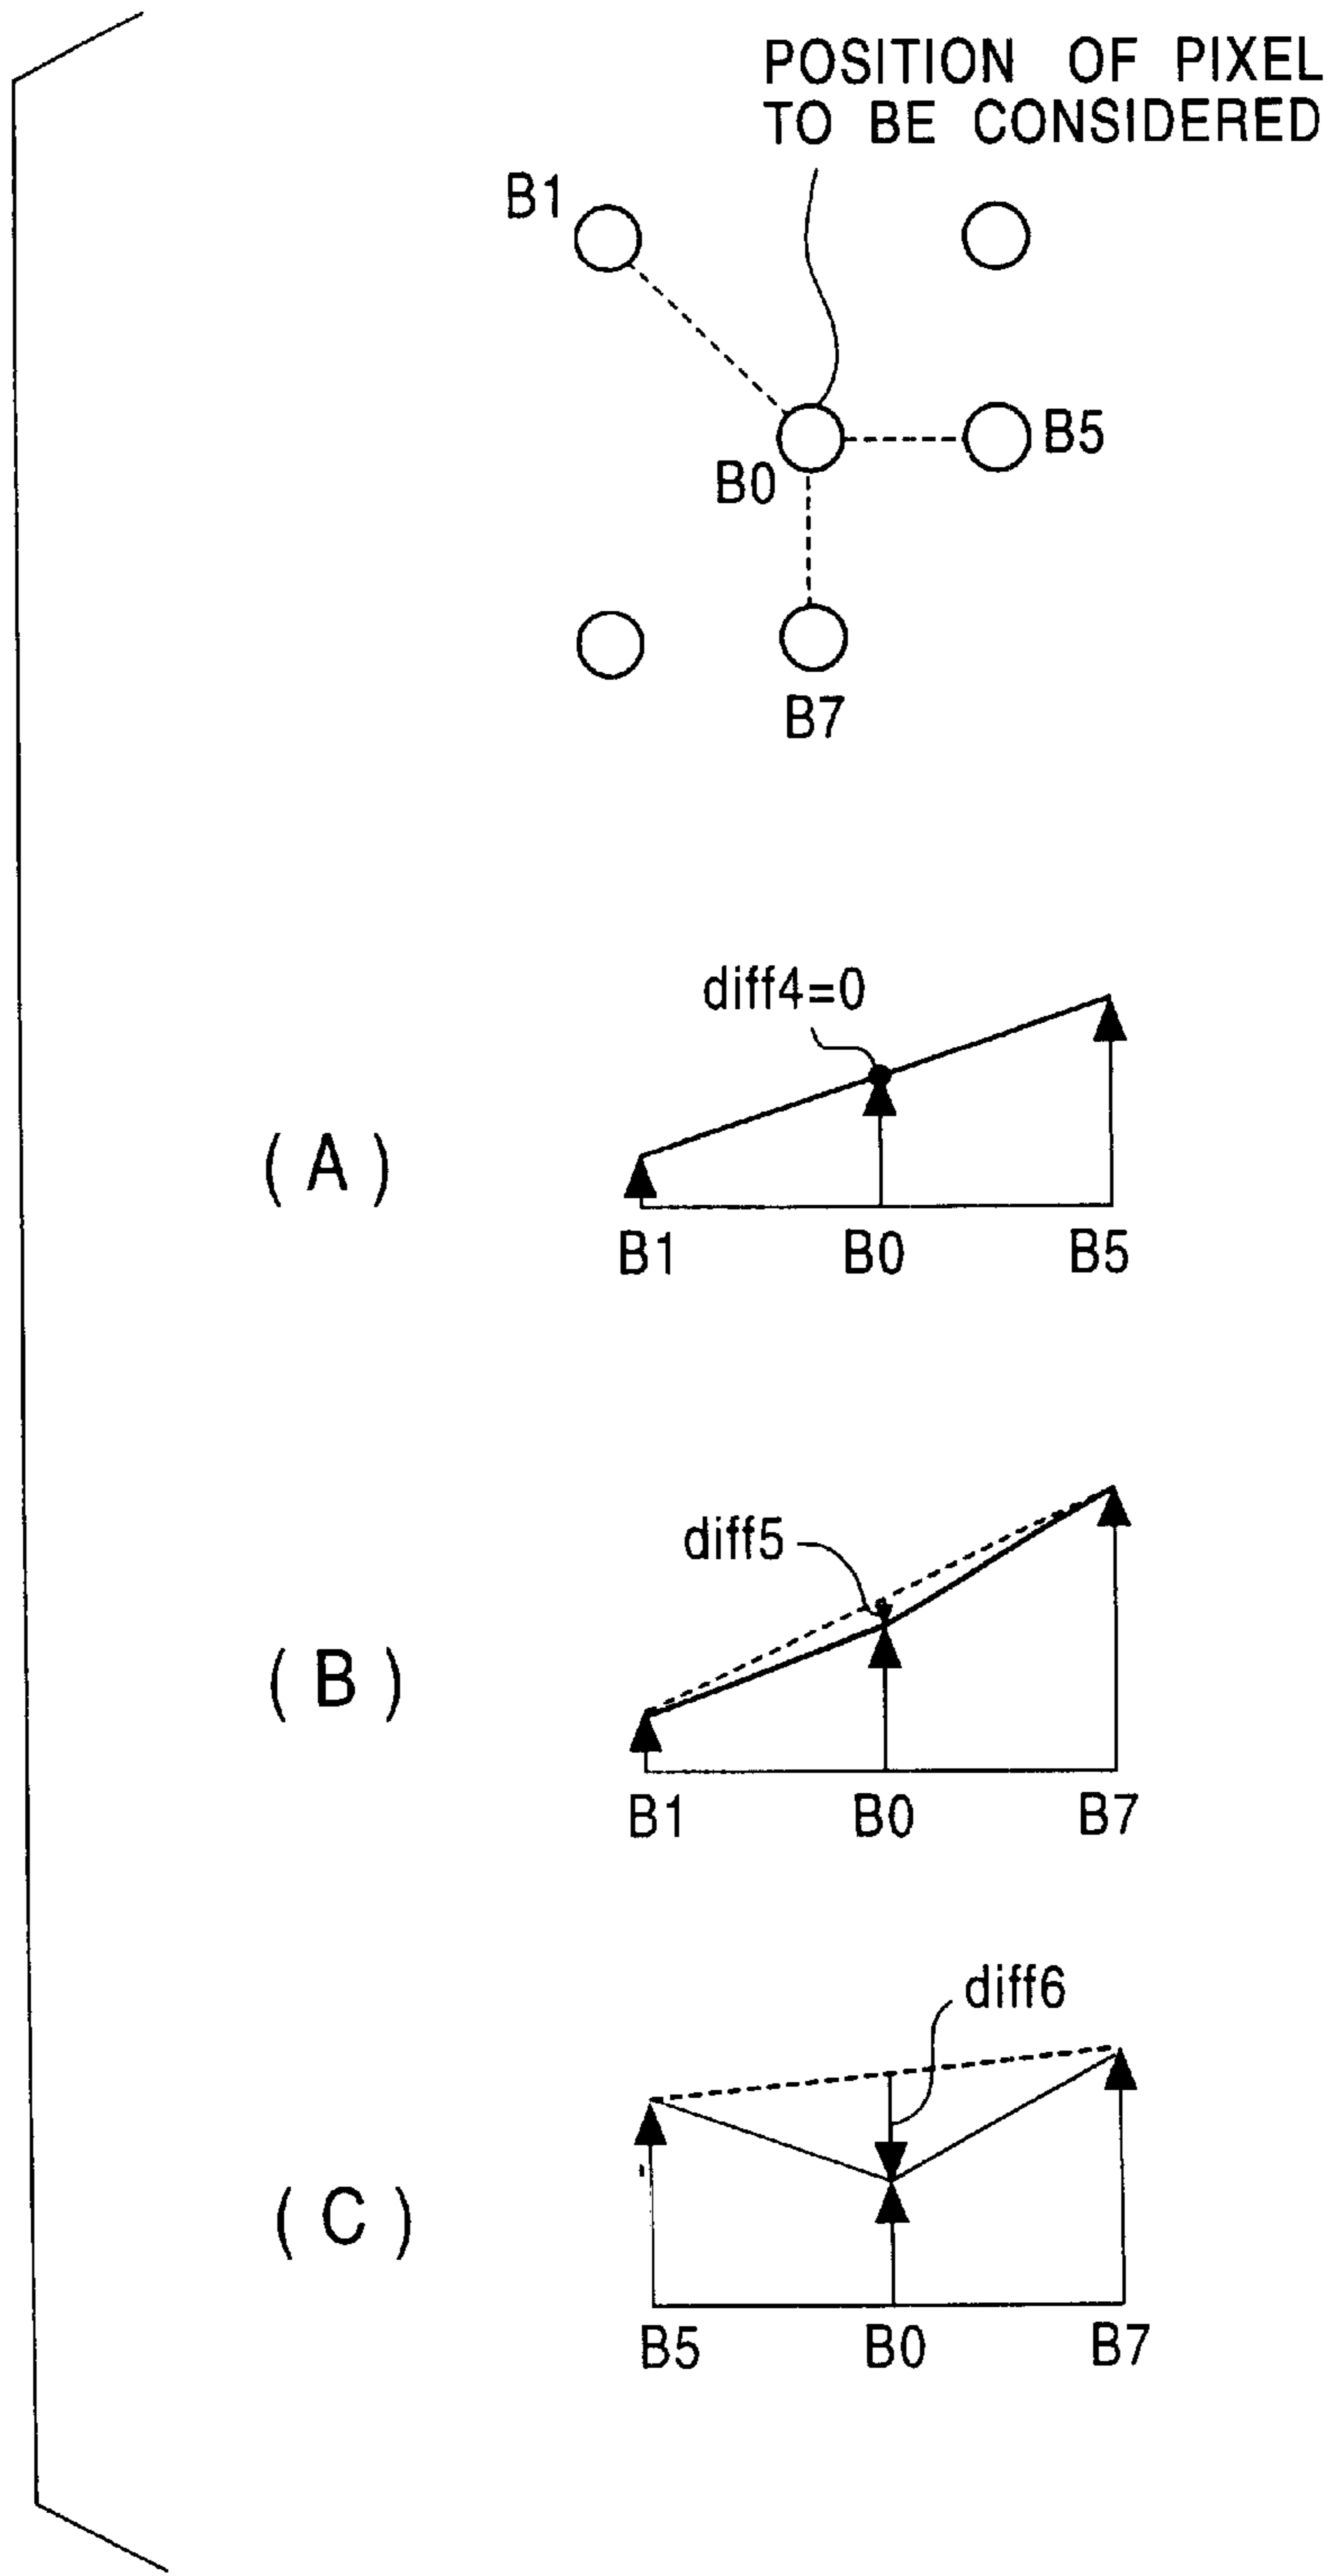 POSITION OF PIXEL
TO BE CONSIDERED
B1
B5
B0
B7
diff4=0
(A)
B1 B0 B5
diff5
(B)
B1 B0 B7
diff6
(C)
B5 B0 B7